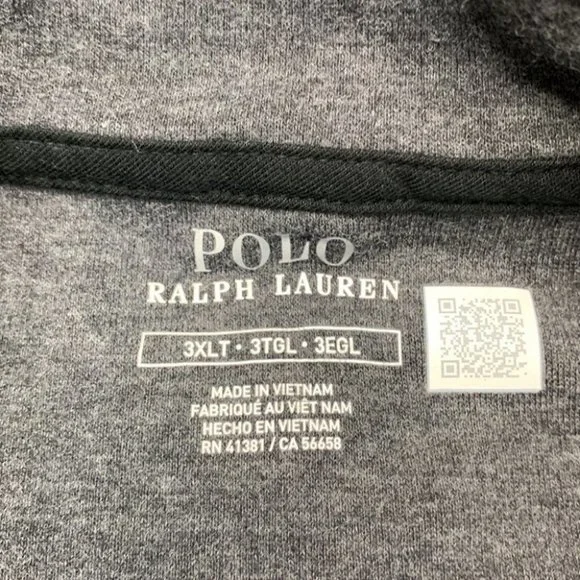 POLO
RALPH LAUREN
3XLT • 3TGL • 3EGL
MADE IN VIETNAM
FABRIQUÉ AU VIÊT NAM
HECHO EN VIETNAM
RN 41381 / CA 56658